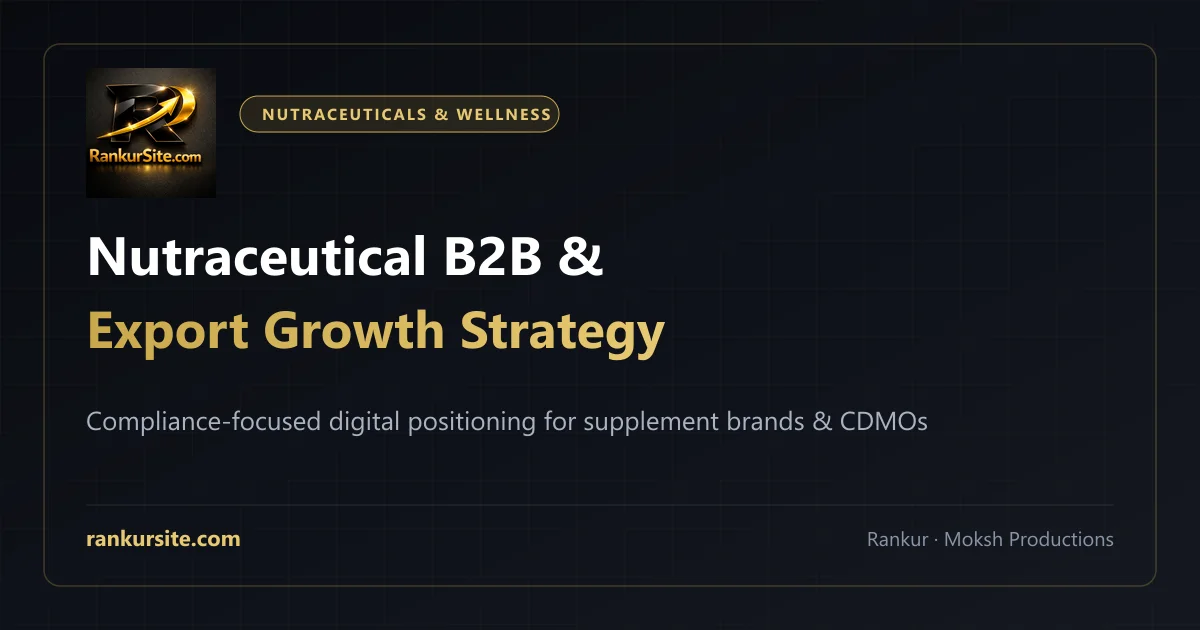 R
RankurSite.com
NUTRACEUTICALS & WELLNESS
Nutraceutical B2B &
Export Growth Strategy
Compliance-focused digital positioning for supplement brands & CDMOs
rankursite.com
Rankur · Moksh Productions